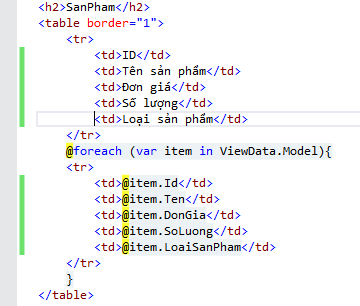 <h2>SanPham</h2>
<table border="1">
<tr>
<td>ID</td>
<td>Tên sản phẩm</td>
<td>Đơn giá</td>
<td>Số lượng</td>
<td>Loại sản phẩm</td>
</tr>
@foreach (var item in ViewData.Model){
<tr>
<td>@item.Id</td>
<td>@item.Ten</td>
<td>@item.DonGia</td>
<td>@item.SoLuong</td>
<td>@item.LoaiSanPham</td>
</tr>
}
</table>